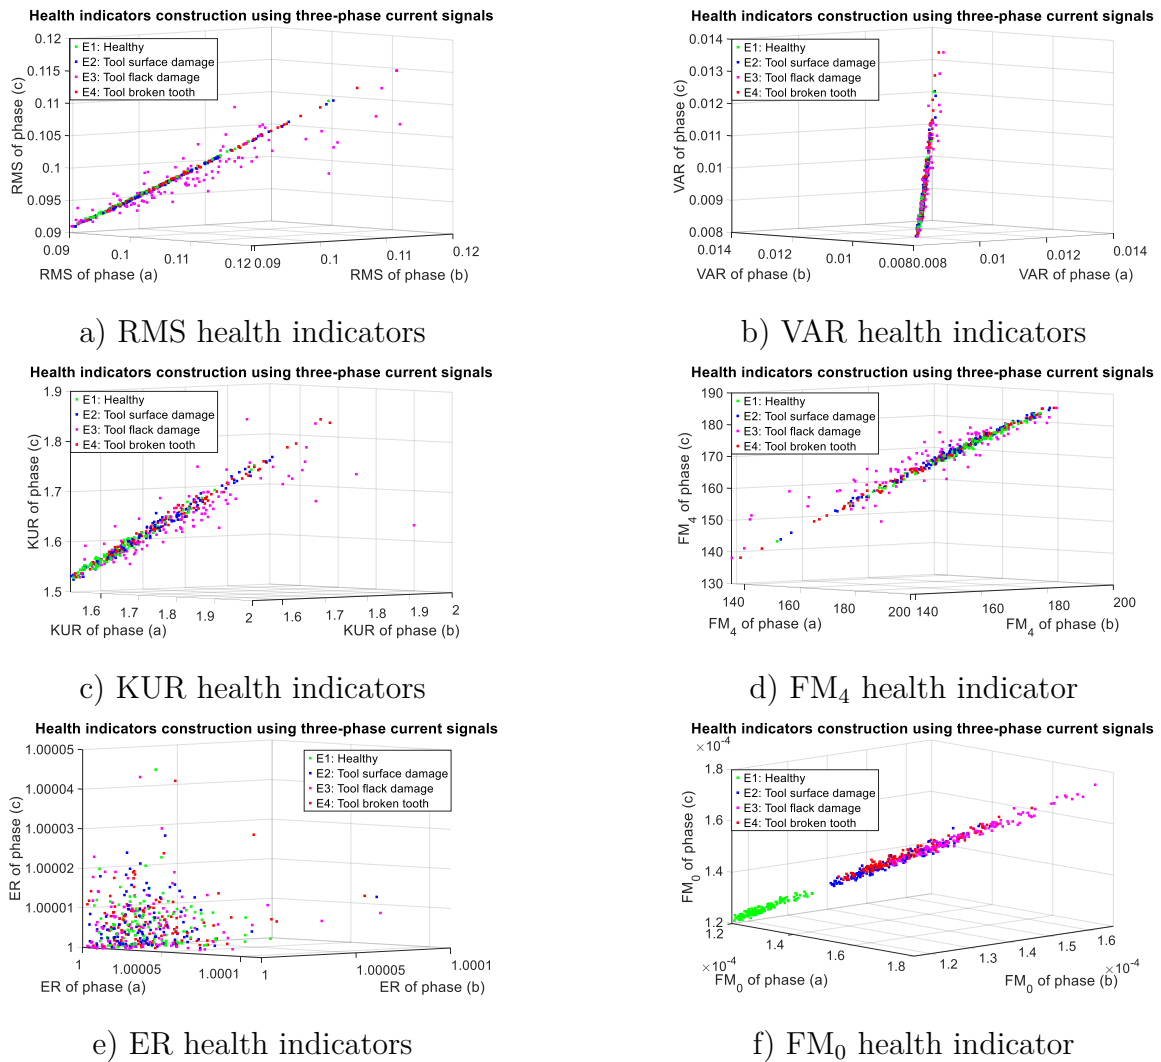 Health indicators construction using three-phase current signals
0.12
0.115
0.11
0.105
0.1
0.095
0.09
RMS of phase (c)
E1: Healthy
E2: Tool surface damage
E3: Tool flack damage
E4: Tool broken tooth
0.09
0.1
0.11
0.12
0.09
0.1
0.11
0.12
RMS of phase (a)
RMS of phase (b)
a) RMS health indicators
Health indicators construction using three-phase current signals
0.014
0.013
0.012
0.011
0.01
0.009
0.008
VAR of phase (c)
E1: Healthy
E2: Tool surface damage
E3: Tool flack damage
E4: Tool broken tooth
0.014
0.012
0.01
0.008
0.008
0.01
0.012
0.014
VAR of phase (b)
VAR of phase (a)
b) VAR health indicators
Health indicators construction using three-phase current signals
1.9
1.8
1.7
1.6
1.5
KUR of phase (c)
E1: Healthy
E2: Tool surface damage
E3: Tool flack damage
E4: Tool broken tooth
1.6
1.7
1.8
1.9
2
1.6
1.7
1.8
1.9
2
KUR of phase (a)
KUR of phase (b)
c) KUR health indicators
Health indicators construction using three-phase current signals
190
180
170
160
150
140
130
FM4 of phase (c)
E1: Healthy
E2: Tool surface damage
E3: Tool flack damage
E4: Tool broken tooth
140
160
180
200
140
160
180
200
FM4 of phase (a)
FM4 of phase (b)
d) FM4 health indicator
Health indicators construction using three-phase current signals
1.00005
1.00004
1.00003
1.00002
1.00001
1
ER of phase (c)
E1: Healthy
E2: Tool surface damage
E3: Tool flack damage
E4: Tool broken tooth
1
1.00005
1.0001
1
1.00005
1.0001
ER of phase (a)
ER of phase (b)
e) ER health indicators
Health indicators construction using three-phase current signals
×10-4
1.8
1.6
1.4
1.2
FM0 of phase (c)
E1: Healthy
E2: Tool surface damage
E3: Tool flack damage
E4: Tool broken tooth
1.2
1.4
1.6
1.8
×10-4
1.2
1.3
1.4
1.5
1.6
×10-4
FM0 of phase (a)
FM0 of phase (b)
f) FM0 health indicator